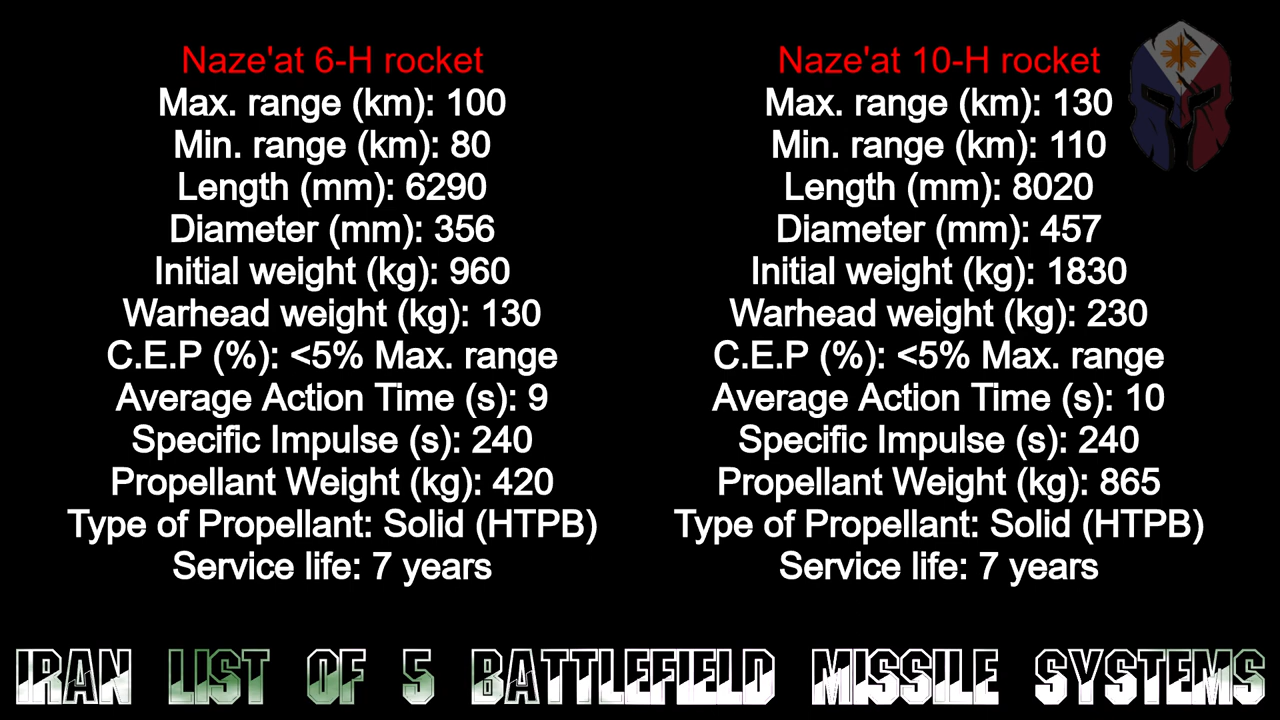 Naze'at 6-H rocket
Max. range (km): 100
Min. range (km): 80
Length (mm): 6290
Diameter (mm): 356
Initial weight (kg): 960
Warhead weight (kg): 130
C.E.P (%): <5% Max. range
Average Action Time (s): 9
Specific Impulse (s): 240
Propellant Weight (kg): 420
Type of Propellant: Solid (HTPB)
Service life: 7 years
Naze'at 10-H rocket
Max. range (km): 130
Min. range (km): 110
Length (mm): 8020
Diameter (mm): 457
Initial weight (kg): 1830
Warhead weight (kg): 230
C.E.P (%): <5% Max. range
Average Action Time (s): 10
Specific Impulse (s): 240
Propellant Weight (kg): 865
Type of Propellant: Solid (HTPB)
Service life: 7 years
IRAN LIST OF 5 BATTLEFIELD MISSILE SYSTEMS